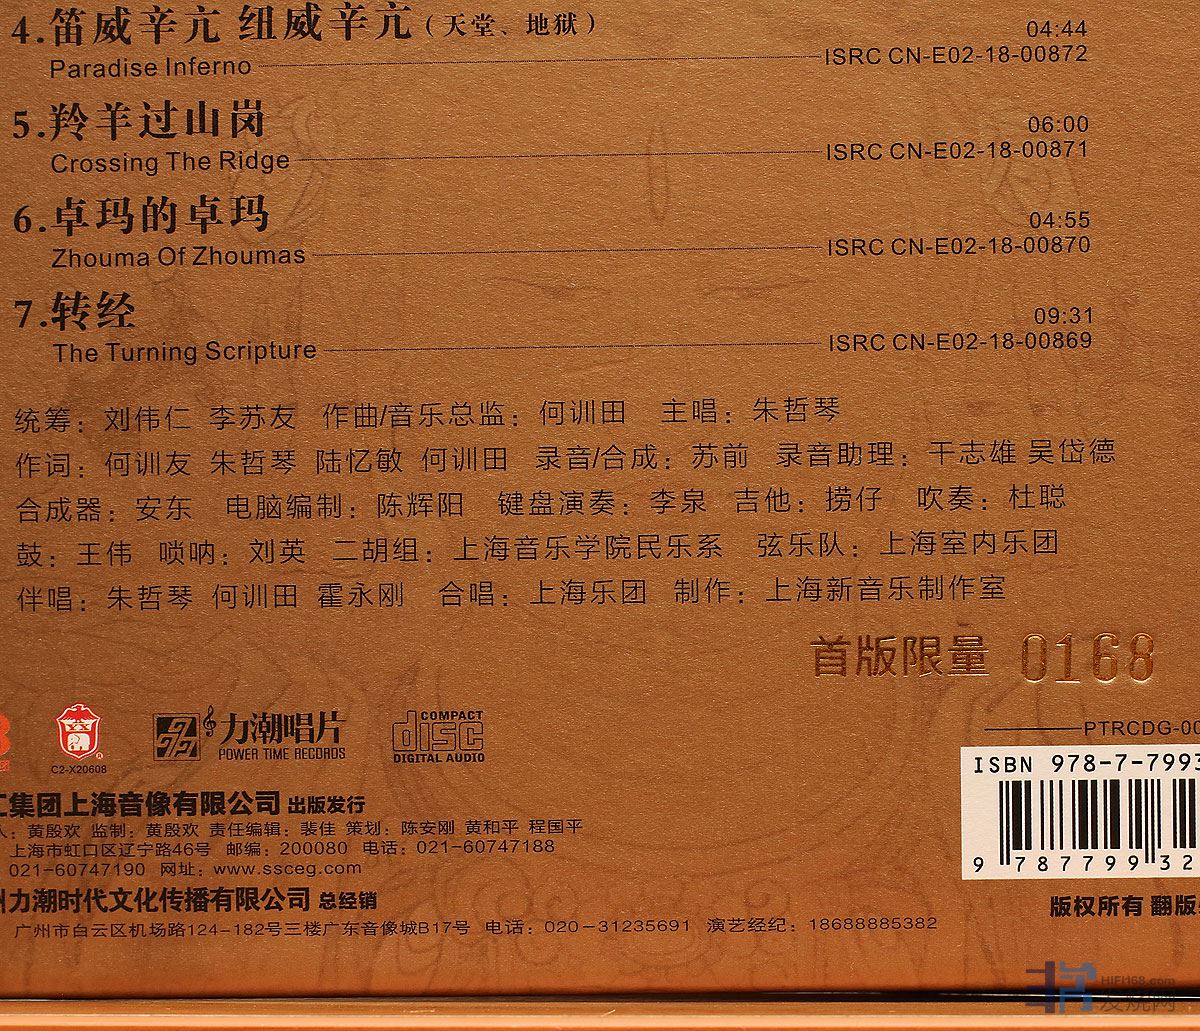 4.笛威辛亢 纽威辛亢(天堂、地狱) 04:44
Paradise Inferno ISRC CN-E02-18-00872
5.羚羊过山岗 06:00
Crossing The Ridge ISRC CN-E02-18-00871
6.卓玛的卓玛 04:55
Zhouma Of Zhoumas ISRC CN-E02-18-00870
7.转经 09:31
The Turning Scripture ISRC CN-E02-18-00869
统筹：刘伟仁 李苏友 作曲/音乐总监：何训田 主唱：朱哲琴
作词：何训友 朱哲琴 陆忆敏 何训田 录音/合成：苏前 录音助理：干志雄 吴岱德
合成器：安东 电脑编制：陈辉阳 键盘演奏：李泉 吉他：捞仔 吹奏：杜聪
鼓：王伟 唢呐：刘英 二胡组：上海音乐学院民乐系 弦乐队：上海室内乐团
伴唱：朱哲琴 何训田 霍永刚 合唱：上海乐团 制作：上海新音乐制作室
首版限量 0168
C2-X20608
力潮唱片
POWER TIME RECORDS
COMPACT
disc
DIGITAL AUDIO
PTRCDG-00
ISBN 978-7-7993
9 787799 32
集团上海音像有限公司 出版发行
人：黄殷欢 监制：黄殷欢 责任编辑：裴佳 策划：陈安刚 黄和平 程国平
上海市虹口区辽宁路46号 邮编：200080 电话：021-60747188
021-60747190 网址：www.ssceg.com
力潮时代文化传播有限公司 总经销
广州市白云区机场路124-182号三楼广东音像城B17号 电话：020-31235691 演艺经纪：18688885382
版权所有 翻版
HIFI168.com
发烧网